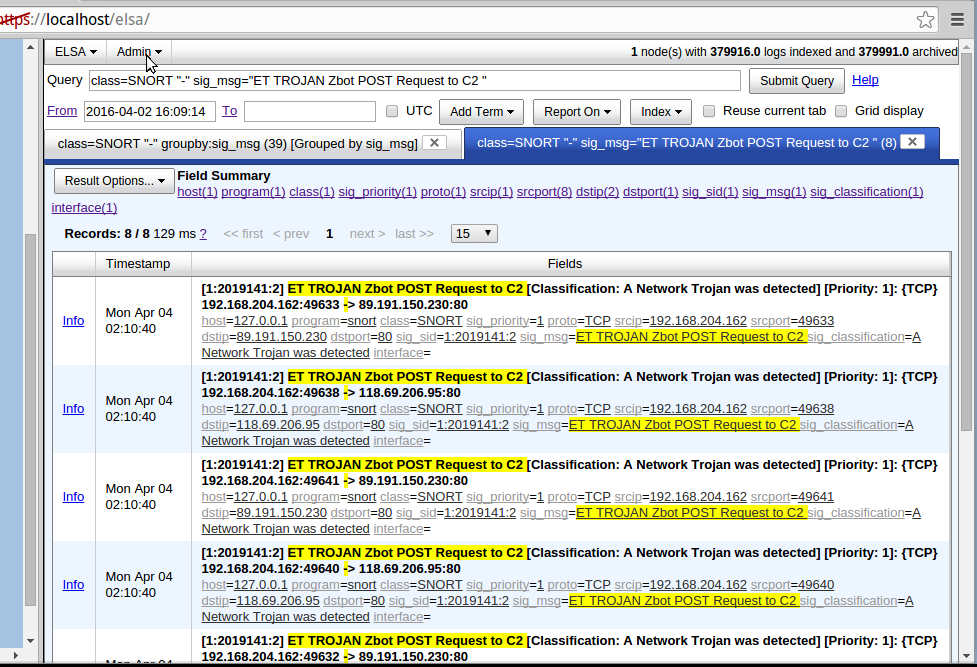 https://localhost/elsa/
ELSA Admin 1 node(s) with 379916.0 logs indexed and 379991.0 archived
Query class=SNORT "-" sig_msg="ET TROJAN Zbot POST Request to C2 " Submit Query Help
From 2016-04-02 16:09:14 To UTC Add Term Report On Index Reuse current tab Grid display
class=SNORT "-" groupby:sig_msg (39) [Grouped by sig_msg] X class=SNORT "-" sig_msg="ET TROJAN Zbot POST Request to C2 " (8) X
Result Options... Field Summary
host(1) program(1) class(1) sig_priority(1) proto(1) srcip(1) srcport(8) dstip(2) dstport(1) sig_sid(1) sig_msg(1) sig_classification(1)
interface(1)
Records: 8 / 8 129 ms ? << first < prev 1 next > last >> 15
Timestamp Fields
[1:2019141:2] ET TROJAN Zbot POST Request to C2 [Classification: A Network Trojan was detected] [Priority: 1]: {TCP}
192.168.204.162:49633 -> 89.191.150.230:80
Info Mon Apr 04 02:10:40 host=127.0.0.1 program=snort class=SNORT sig_priority=1 proto=TCP srcip=192.168.204.162 srcport=49633
dstip=89.191.150.230 dstport=80 sig_sid=1:2019141:2 sig_msg=ET TROJAN Zbot POST Request to C2 sig_classification=A
Network Trojan was detected interface=
[1:2019141:2] ET TROJAN Zbot POST Request to C2 [Classification: A Network Trojan was detected] [Priority: 1]: {TCP}
192.168.204.162:49638 -> 118.69.206.95:80
Info Mon Apr 04 02:10:40 host=127.0.0.1 program=snort class=SNORT sig_priority=1 proto=TCP srcip=192.168.204.162 srcport=49638
dstip=118.69.206.95 dstport=80 sig_sid=1:2019141:2 sig_msg=ET TROJAN Zbot POST Request to C2 sig_classification=A
Network Trojan was detected interface=
[1:2019141:2] ET TROJAN Zbot POST Request to C2 [Classification: A Network Trojan was detected] [Priority: 1]: {TCP}
192.168.204.162:49641 -> 89.191.150.230:80
Info Mon Apr 04 02:10:40 host=127.0.0.1 program=snort class=SNORT sig_priority=1 proto=TCP srcip=192.168.204.162 srcport=49641
dstip=89.191.150.230 dstport=80 sig_sid=1:2019141:2 sig_msg=ET TROJAN Zbot POST Request to C2 sig_classification=A
Network Trojan was detected interface=
[1:2019141:2] ET TROJAN Zbot POST Request to C2 [Classification: A Network Trojan was detected] [Priority: 1]: {TCP}
192.168.204.162:49640 -> 118.69.206.95:80
Info Mon Apr 04 02:10:40 host=127.0.0.1 program=snort class=SNORT sig_priority=1 proto=TCP srcip=192.168.204.162 srcport=49640
dstip=118.69.206.95 dstport=80 sig_sid=1:2019141:2 sig_msg=ET TROJAN Zbot POST Request to C2 sig_classification=A
Network Trojan was detected interface=
[1:2019141:2] ET TROJAN Zbot POST Request to C2 [Classification: A Network Trojan was detected] [Priority: 1]: {TCP}
192.168.204.162:49632 -> 89.191.150.230:80